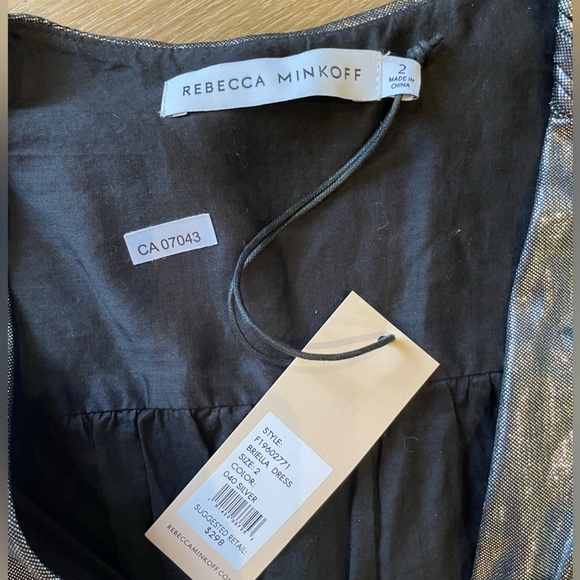 REBECCA MINKOFF
2
MADE IN
CHINA
CA 07043
STYLE:
F19602771
BRIELLA DRESS
SIZE: 2
COLOR:
040 SILVER
SUGGESTED RETAIL:
$298
REBECCAMINKOFF.CO